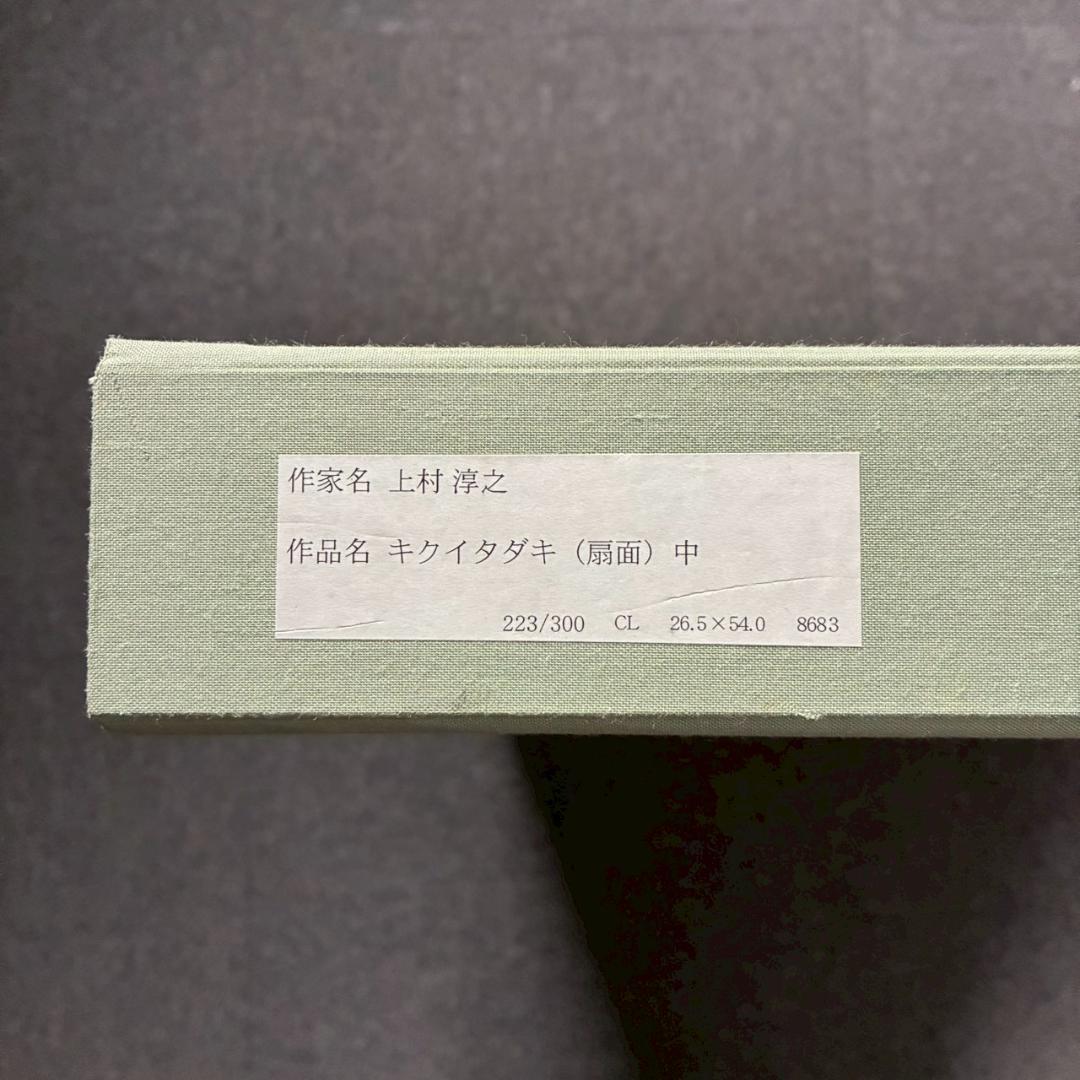 作家名 上村 淳之
作品名 キクイタダキ（扇面）中
223/300 CL 26.5×54.0 8683